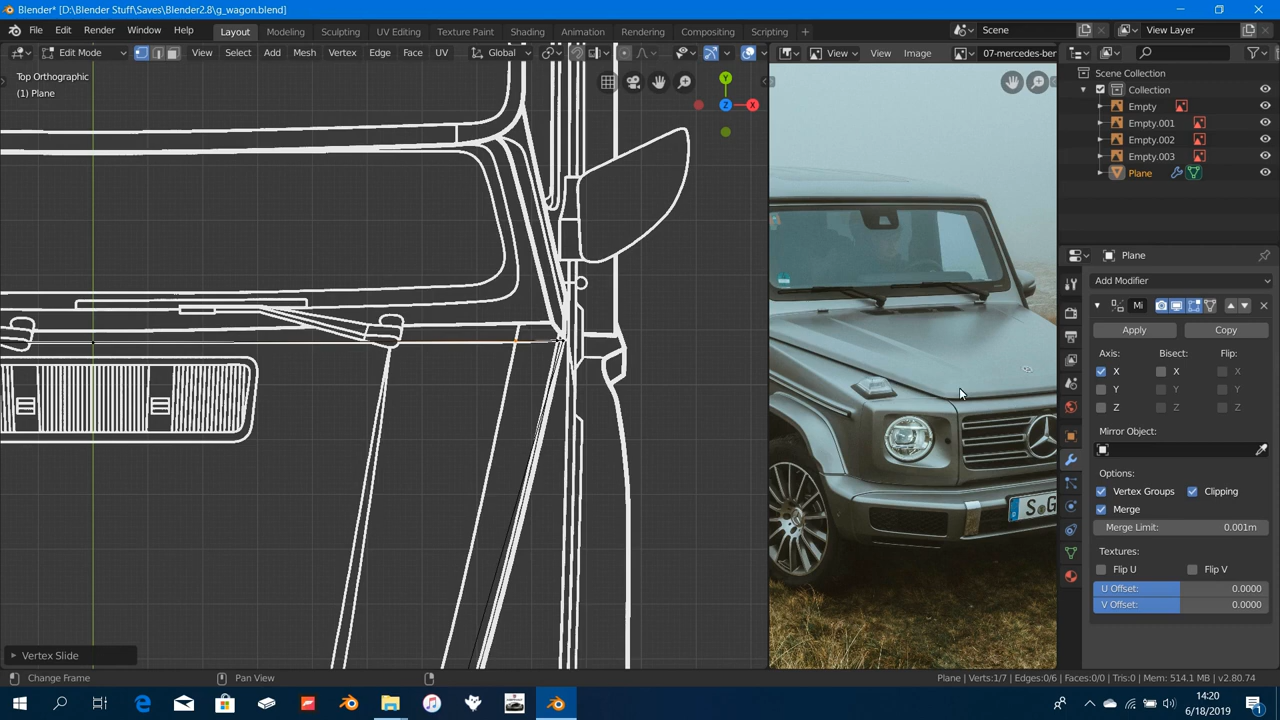 Blender* [D:\Blender Stuff\Saves\Blender2.8\g_wagon.blend]
File Edit Render Window Help Layout Modeling Sculpting UV Editing Texture Paint Shading Animation Rendering Compositing Scripting + Scene View Layer
Edit Mode View Select Add Mesh Vertex Edge Face UV Global View View Image 07-mercedes-ber
Top Orthographic
(1) Plane
Y
Z
X
Scene Collection
Collection
Empty
Empty.001
Empty.002
Empty.003
Plane
Plane
Add Modifier
Mi
Apply Copy
Axis: Bisect: Flip:
X X X
Y Y Y
Z Z Z
Mirror Object:
Options:
Vertex Groups Clipping
Merge
Merge Limit: 0.001m
Textures:
Flip U Flip V
U Offset: 0.0000
V Offset: 0.0000
Vertex Slide
Change Frame Pan View Plane | Verts:1/7 | Edges:0/6 | Faces:0/0 | Tris:0 | Mem: 514.1 MB | v2.80.74
14:20
6/18/2019